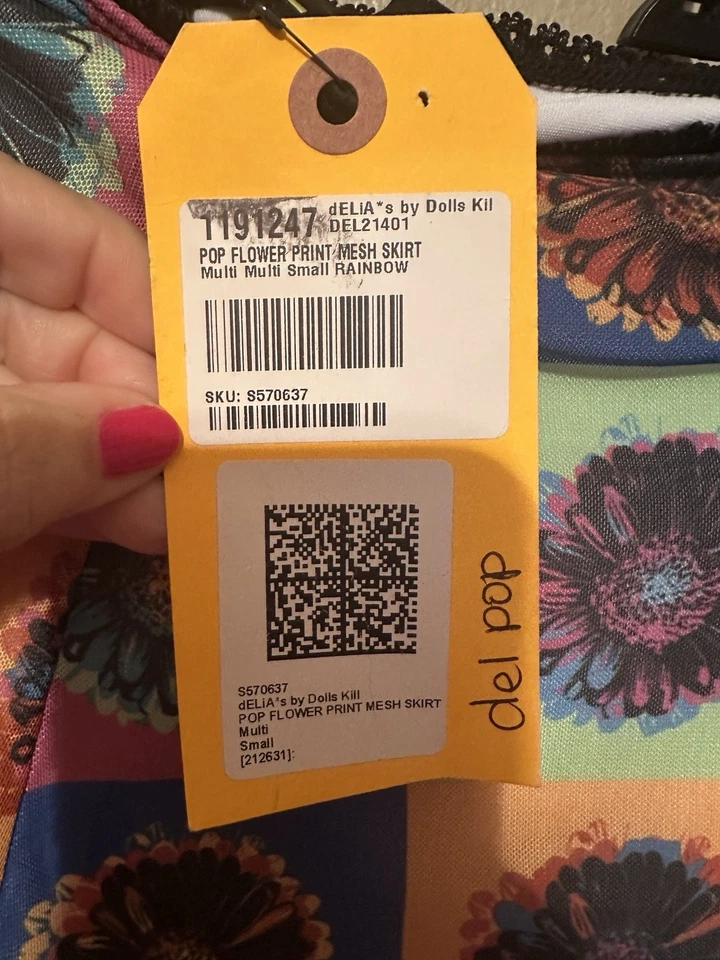 1191247 dELiA*s by Dolls Kil
DEL21401
POP FLOWER PRINT MESH SKIRT
Multi Multi Small RAINBOW
SKU: S570637
S570637
dELiA*s by Dolls Kill
POP FLOWER PRINT MESH SKIRT
Multi
Small
[212631]:
del pop